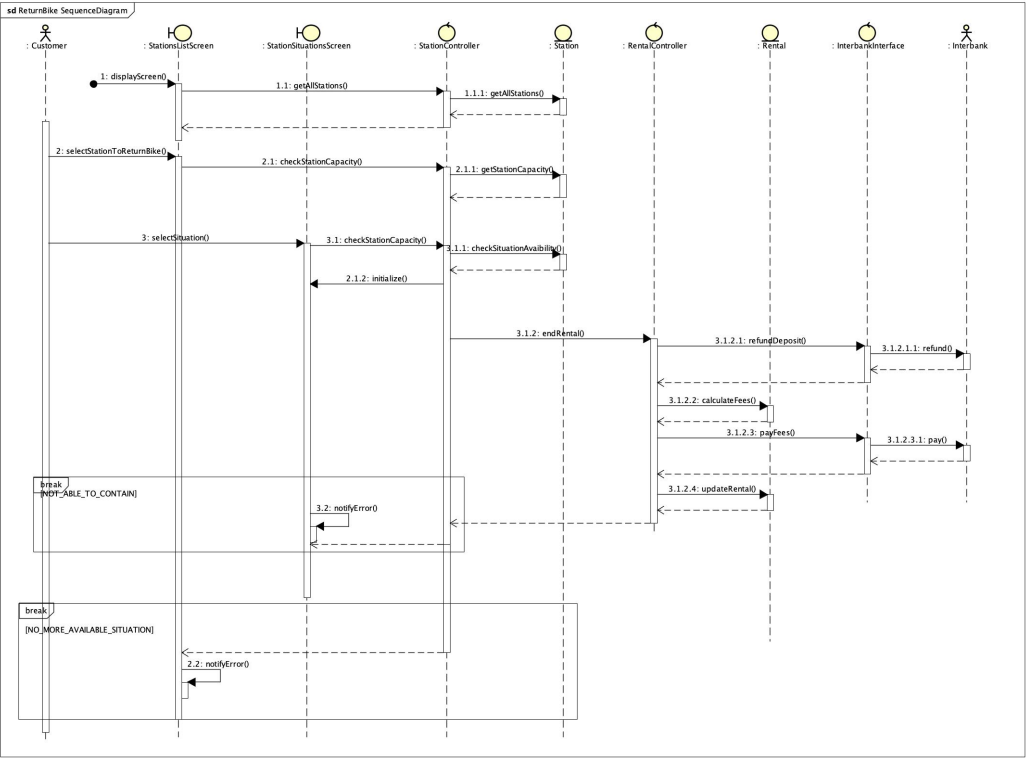 sd ReturnBike SequenceDiagram
: Customer
: StationsListScreen
: StationSituationsScreen
: StationController
: Station
: RentalController
: Rental
: InterbankInterface
: Interbank
1: displayScreen()
1.1: getAllStations()
1.1.1: getAllStations()
2: selectStationToReturnBike()
2.1: checkStationCapacity()
2.1.1: getStationCapacity()
3: selectSituation()
3.1: checkStationCapacity()
3.1.1: checkSituationAvaibility()
2.1.2: initialize()
3.1.2: endRental()
3.1.2.1: refundDeposit()
3.1.2.1.1: refund()
3.1.2.2: calculateFees()
3.1.2.3: payFees()
3.1.2.3.1: pay()
break
[NOT_ABLE_TO_CONTAIN]
3.1.2.4: updateRental()
3.2: notifyError()
break
[NO_MORE_AVAILABLE_SITUATION]
2.2: notifyError()